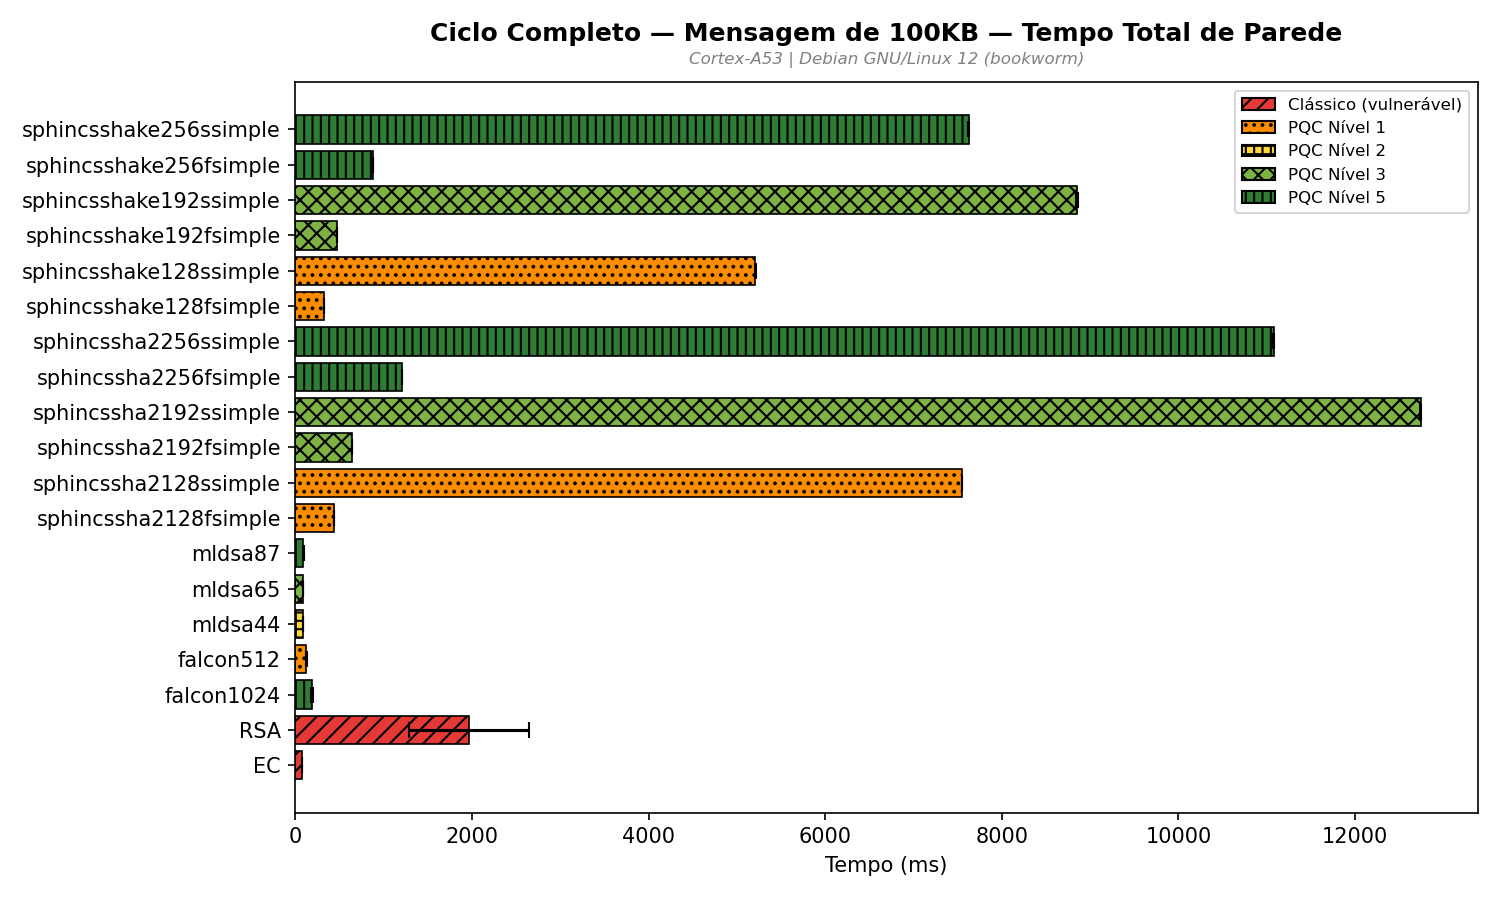 Ciclo Completo — Mensagem de 100KB — Tempo Total de Parede
Cortex-A53 | Debian GNU/Linux 12 (bookworm)
Clássico (vulnerável)
PQC Nível 1
PQC Nível 2
PQC Nível 3
PQC Nível 5
sphincsshake256ssimple
sphincsshake256fsimple
sphincsshake192ssimple
sphincsshake192fsimple
sphincsshake128ssimple
sphincsshake128fsimple
sphincssha2256ssimple
sphincssha2256fsimple
sphincssha2192ssimple
sphincssha2192fsimple
sphincssha2128ssimple
sphincssha2128fsimple
mldsa87
mldsa65
mldsa44
falcon512
falcon1024
RSA
EC
0 2000 4000 6000 8000 10000 12000
Tempo (ms)